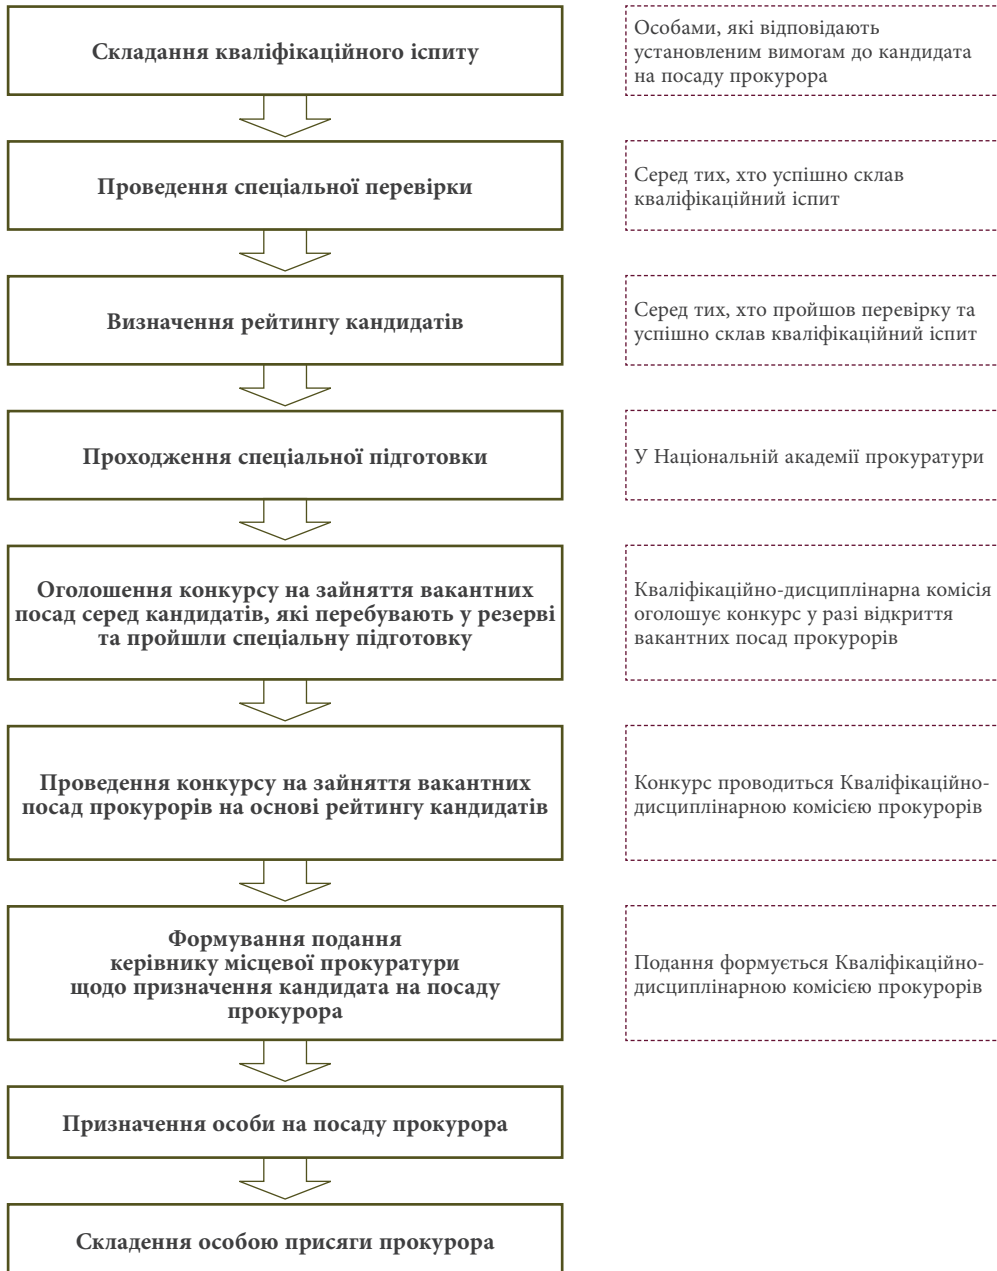 Складання кваліфікаційного іспиту
Особами, які відповідають
установленим вимогам до кандидата
на посаду прокурора
Проведення спеціальної перевірки
Серед тих, хто успішно склав
кваліфікаційний іспит
Визначення рейтингу кандидатів
Серед тих, хто пройшов перевірку та
успішно склав кваліфікаційний іспит
Проходження спеціальної підготовки
У Національній академії прокуратури
Оголошення конкурсу на зайняття вакантних
посад серед кандидатів, які перебувають у резерві
та пройшли спеціальну підготовку
Кваліфікаційно-дисциплінарна комісія
оголошує конкурс у разі відкриття
вакантних посад прокурорів
Проведення конкурсу на зайняття вакантних
посад прокурорів на основі рейтингу кандидатів
Конкурс проводиться Кваліфікаційно-
дисциплінарною комісією прокурорів
Формування подання
керівнику місцевої прокуратури
щодо призначення кандидата на посаду
прокурора
Подання формується Кваліфікаційно-
дисциплінарною комісією прокурорів
Призначення особи на посаду прокурора
Складення особою присяги прокурора